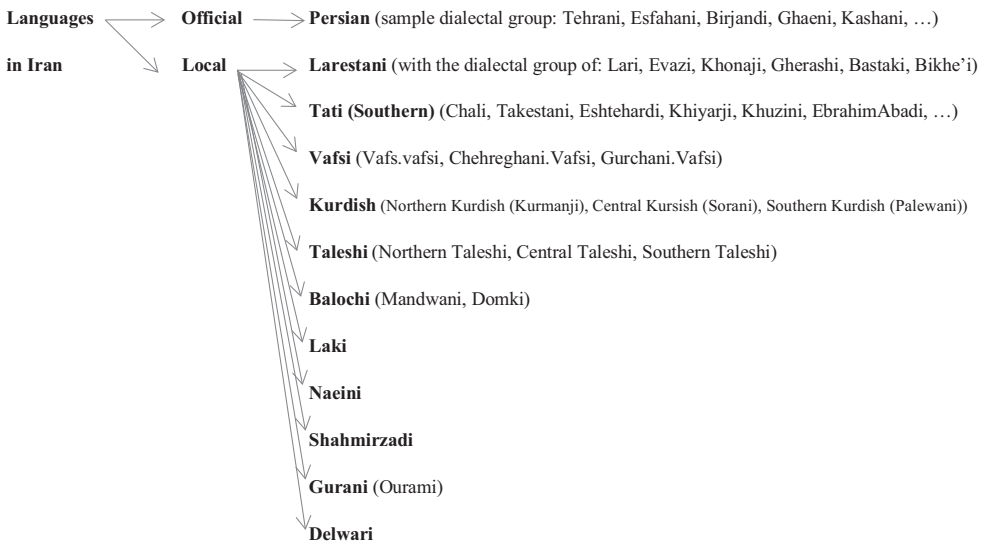 Languages Official Persian (sample dialectal group: Tehrani, Esfahani, Birjandi, Ghaeni, Kashani, …)
in Iran Local Larestani (with the dialectal group of: Lari, Evazi, Khonaji, Gherashi, Bastaki, Bikhe’i)
Tati (Southern) (Chali, Takestani, Eshtehardi, Khiyarji, Khuzini, EbrahimAbadi, …)
Vafsi (Vafs.vafsi, Chehreghani.Vafsi, Gurchani.Vafsi)
Kurdish (Northern Kurdish (Kurmanji), Central Kursish (Sorani), Southern Kurdish (Palewani))
Taleshi (Northern Taleshi, Central Taleshi, Southern Taleshi)
Balochi (Mandwani, Domki)
Laki
Naeini
Shahmirzadi
Gurani (Ourami)
Delwari